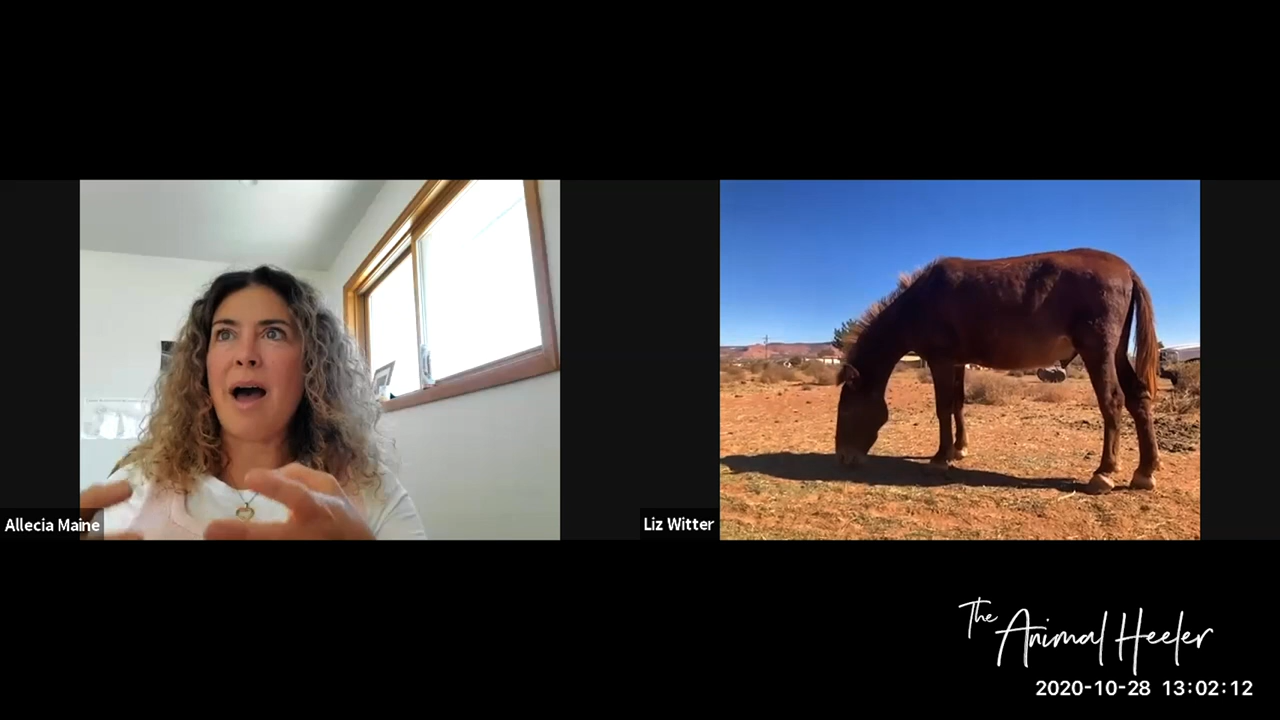 Allecia Maine
Liz Witter
The
Animal Heeler
2020-10-28 13:02:12